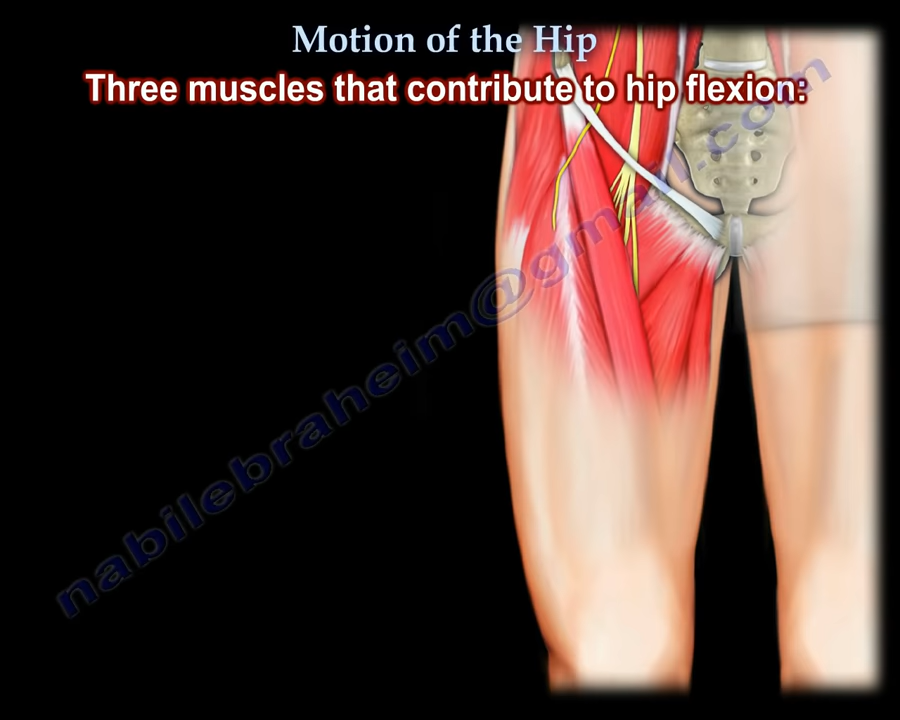 Motion of the Hip
Three muscles that contribute to hip flexion:
nabilebraheim@gmail.com